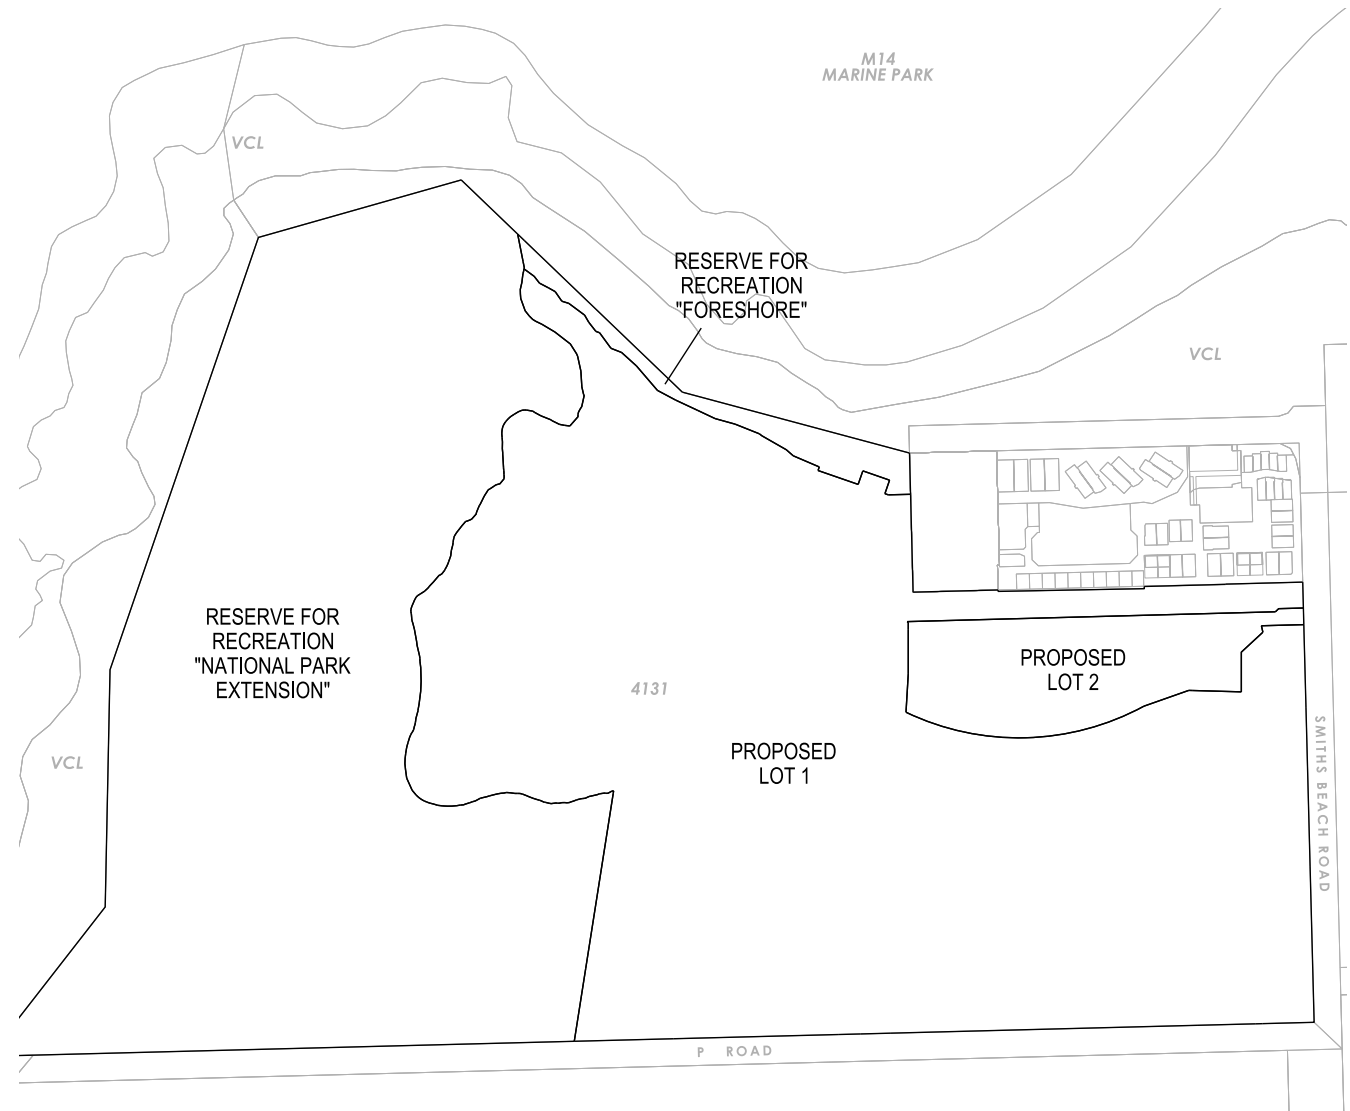 M14
MARINE PARK
VCL
RESERVE FOR
RECREATION
"FORESHORE"
VCL
RESERVE FOR
RECREATION
"NATIONAL PARK
EXTENSION"
PROPOSED
LOT 2
4131
PROPOSED
LOT 1
VCL
SMITHS BEACH ROAD
P ROAD